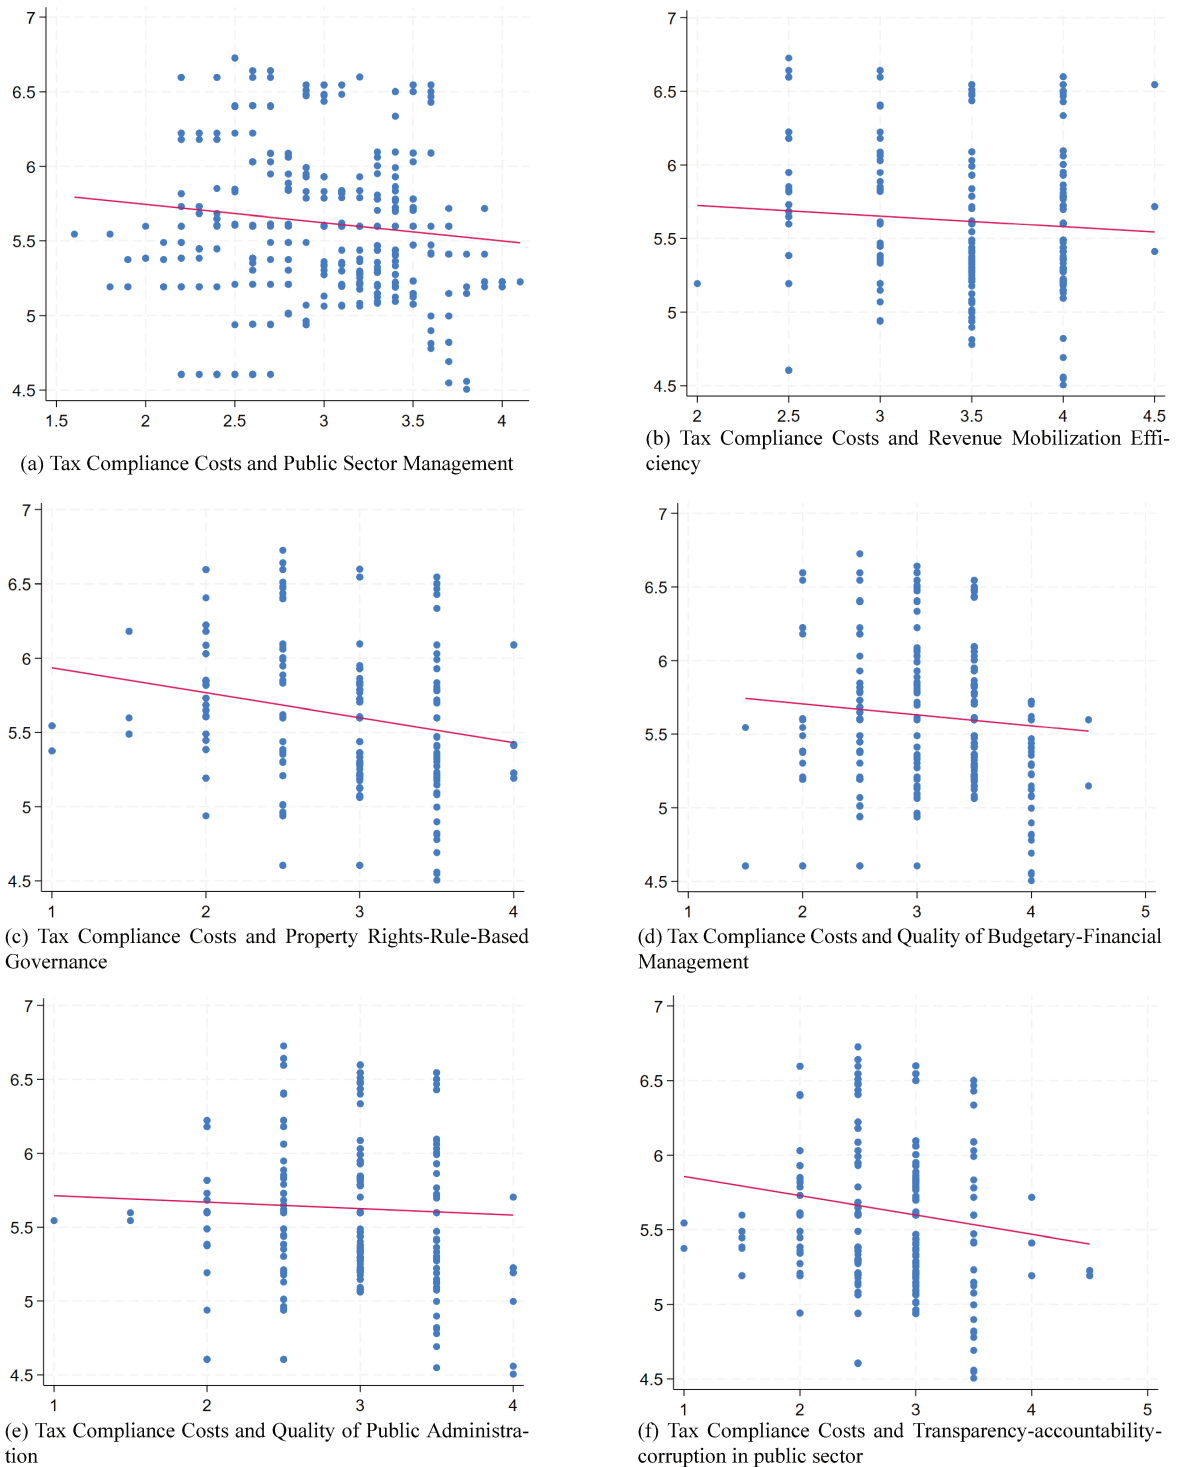 7
6.5
6
5.5
5
4.5
1.5 2 2.5 3 3.5 4
(a) Tax Compliance Costs and Public Sector Management
7
6.5
6
5.5
5
4.5
2 2.5 3 3.5 4 4.5
(b) Tax Compliance Costs and Revenue Mobilization Effi-
ciency
7
6.5
6
5.5
5
4.5
1 2 3 4
(c) Tax Compliance Costs and Property Rights-Rule-Based
Governance
7
6.5
6
5.5
5
4.5
1 2 3 4 5
(d) Tax Compliance Costs and Quality of Budgetary-Financial
Management
7
6.5
6
5.5
5
4.5
1 2 3 4
(e) Tax Compliance Costs and Quality of Public Administra-
tion
7
6.5
6
5.5
5
4.5
1 2 3 4 5
(f) Tax Compliance Costs and Transparency-accountability-
corruption in public sector